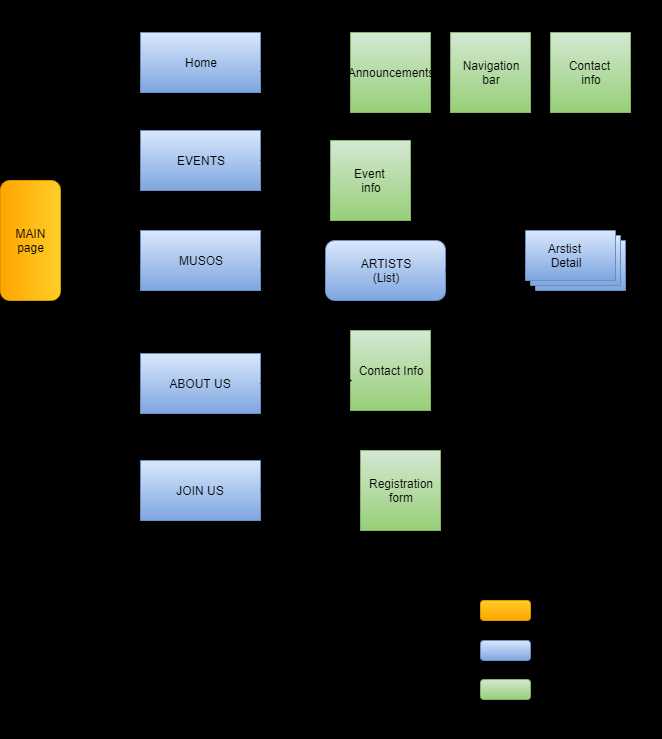 Home
Announcements
Navigation
bar
Contact
info
EVENTS
Event
info
MAIN
page
MUSOS
ARTISTS
(List)
Arstist
Detail
ABOUT US
Contact Info
JOIN US
Registration
form